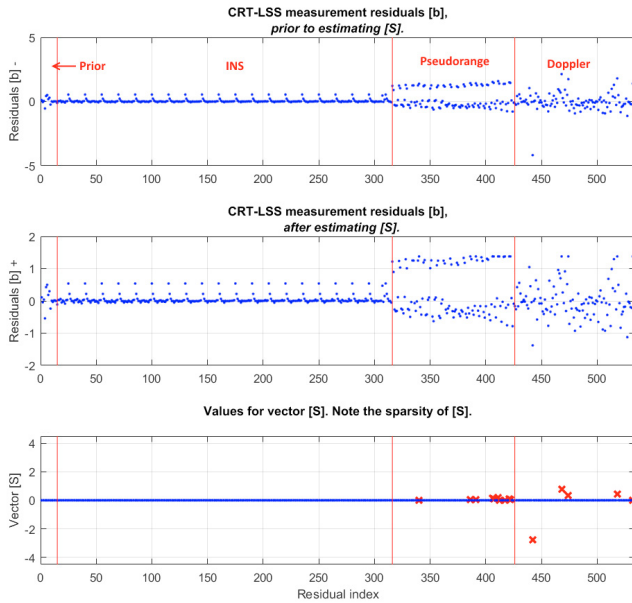 CRT-LSS measurement residuals [b],
prior to estimating [S].
Residuals [b] -
5
0
-5
Prior
INS
Pseudorange
Doppler
0 50 100 150 200 250 300 350 400 450 500
CRT-LSS measurement residuals [b],
after estimating [S].
Residuals [b] +
2
1
0
-1
-2
0 50 100 150 200 250 300 350 400 450 500
Values for vector [S]. Note the sparsity of [S].
Vector [S]
4
2
0
-2
-4
0 50 100 150 200 250 300 350 400 450 500
Residual index